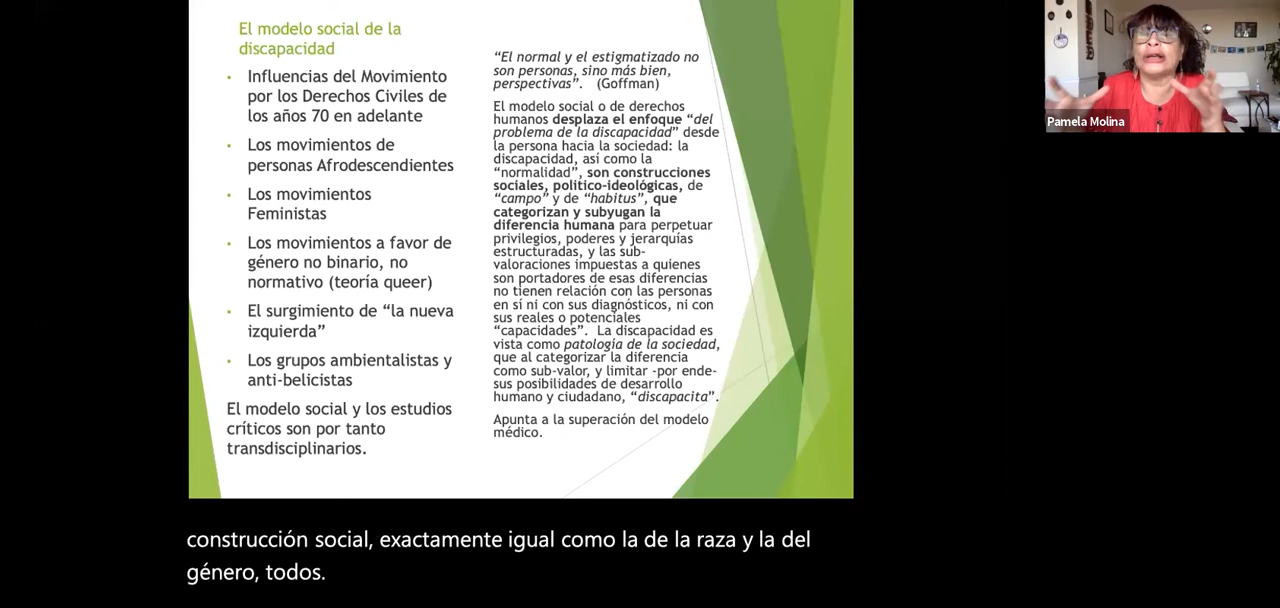 El modelo social de la
discapacidad
• Influencias del Movimiento
por los Derechos Civiles de
los años 70 en adelante
• Los movimientos de
personas Afrodescendientes
• Los movimientos
Feministas
• Los movimientos a favor de
género no binario, no
normativo (teoría queer)
• El surgimiento de “la nueva
izquierda”
• Los grupos ambientalistas y
anti-belicistas
El modelo social y los estudios
críticos son por tanto
transdisciplinarios.
“El normal y el estigmatizado no
son personas, sino más bien,
perspectivas”. (Goffman)
El modelo social o de derechos
humanos desplaza el enfoque “del
problema de la discapacidad” desde
la persona hacia la sociedad: la
discapacidad, así como la
“normalidad”, son construcciones
sociales, politico-ideológicas, de
“campo” y de “habitus”, que
categorizan y subyugan la
diferencia humana para perpetuar
privilegios, poderes y jerarquías
estructuradas, y las sub-
valoraciones impuestas a quienes
son portadores de esas diferencias
no tienen relación con las personas
en sí ni con sus diagnósticos, ni con
sus reales o potenciales
“capacidades”. La discapacidad es
vista como patología de la sociedad,
que al categorizar la diferencia
como sub-valor, y limitar -por ende-
sus posibilidades de desarrollo
humano y ciudadano, “discapacita”.
Apunta a la superación del modelo
médico.
Pamela Molina
construcción social, exactamente igual como la de la raza y la del
género, todos.